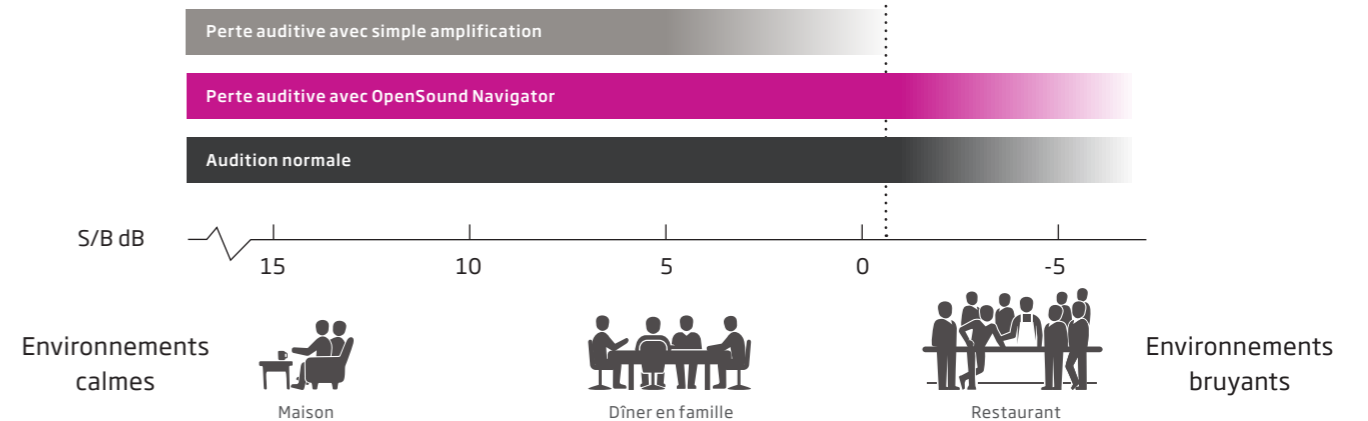 Perte auditive avec simple amplification
Perte auditive avec OpenSound Navigator
Audition normale
S/B dB
15 10 5 0 -5
Environnements
calmes
Maison
Dîner en famille
Restaurant
Environnements
bruyants